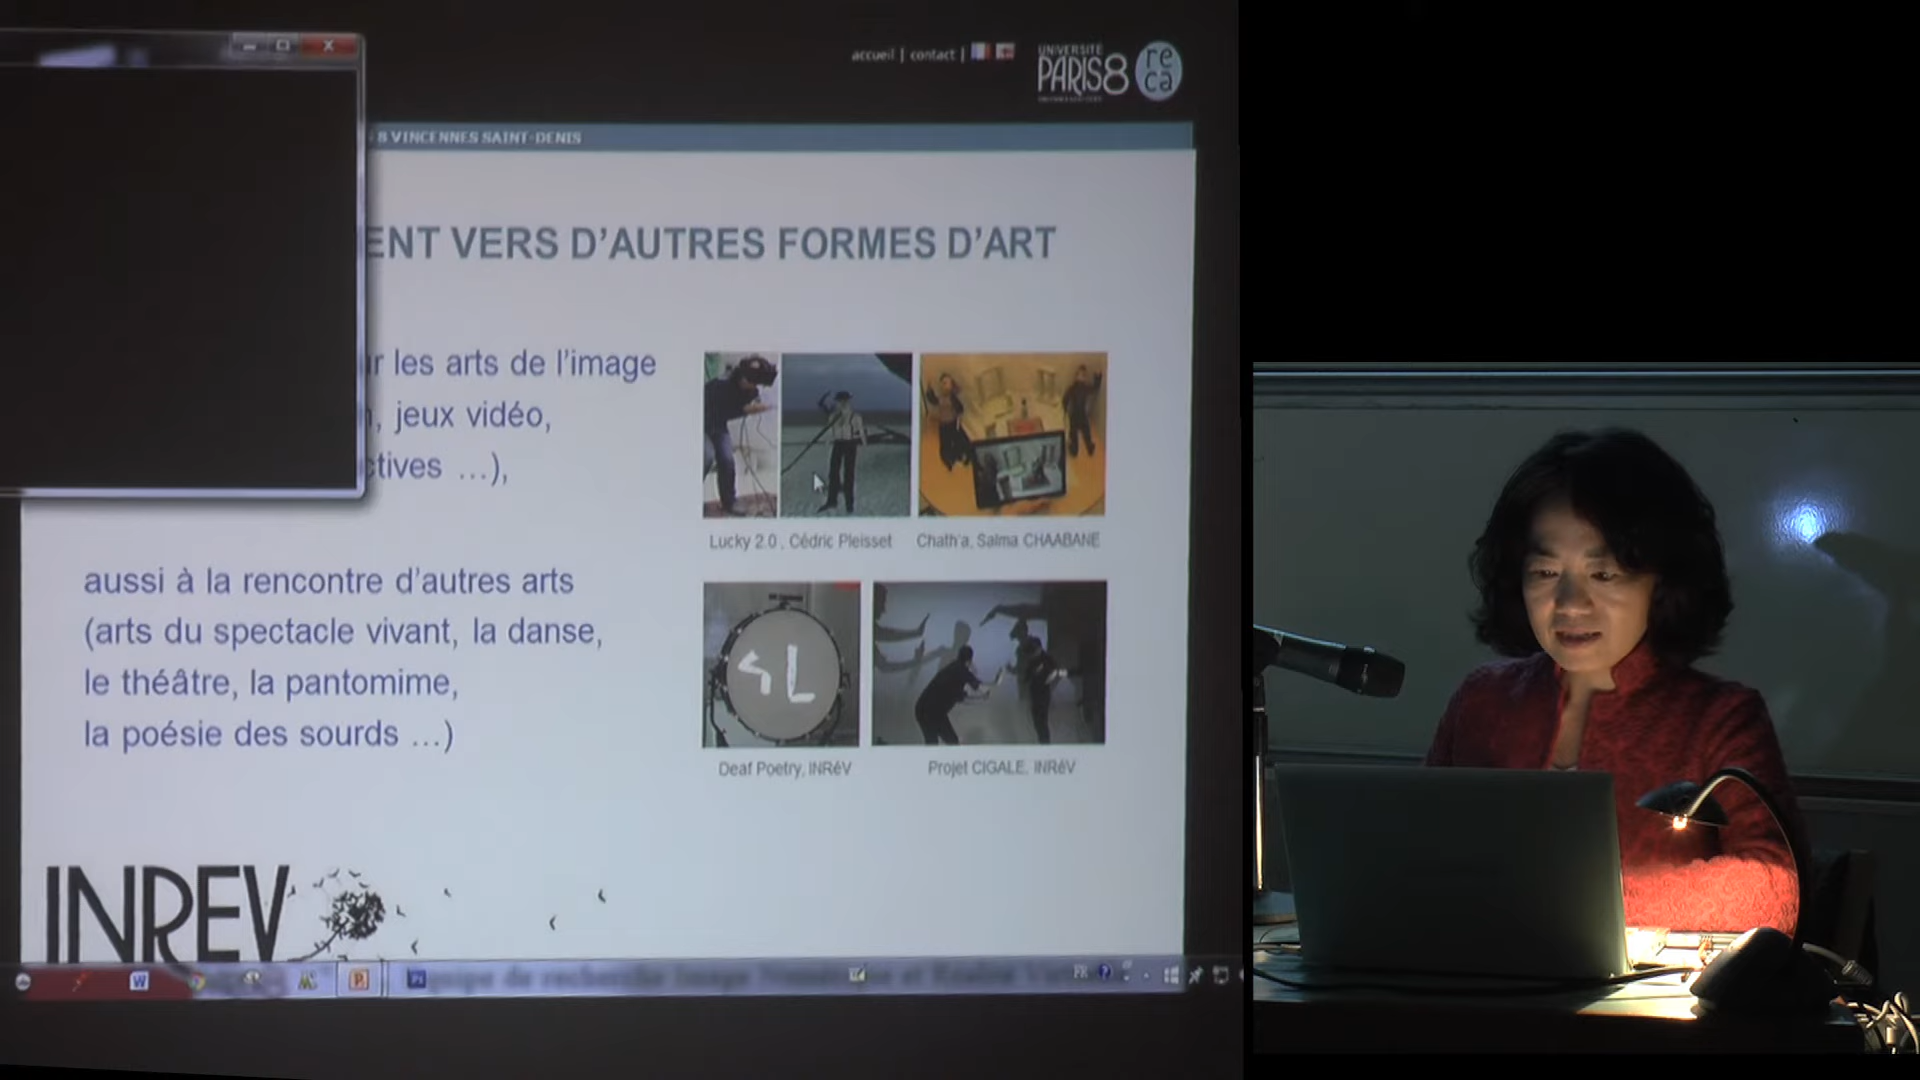 accueil | contact |
UNIVERSITÉ
PARIS8
re
ca
8 VINCENNES SAINT-DENIS
ENT VERS D'AUTRES FORMES D'ART
r les arts de l'image
, jeux vidéo,
ctives ...),
aussi à la rencontre d'autres arts
(arts du spectacle vivant, la danse,
le théâtre, la pantomime,
la poésie des sourds ...)
Lucky 2.0 , Cédric Pleisset
Chath'a, Salma CHAABANE
SL
Deaf Poetry, INRéV
Projet CIGALE, INRéV
INREV
FR